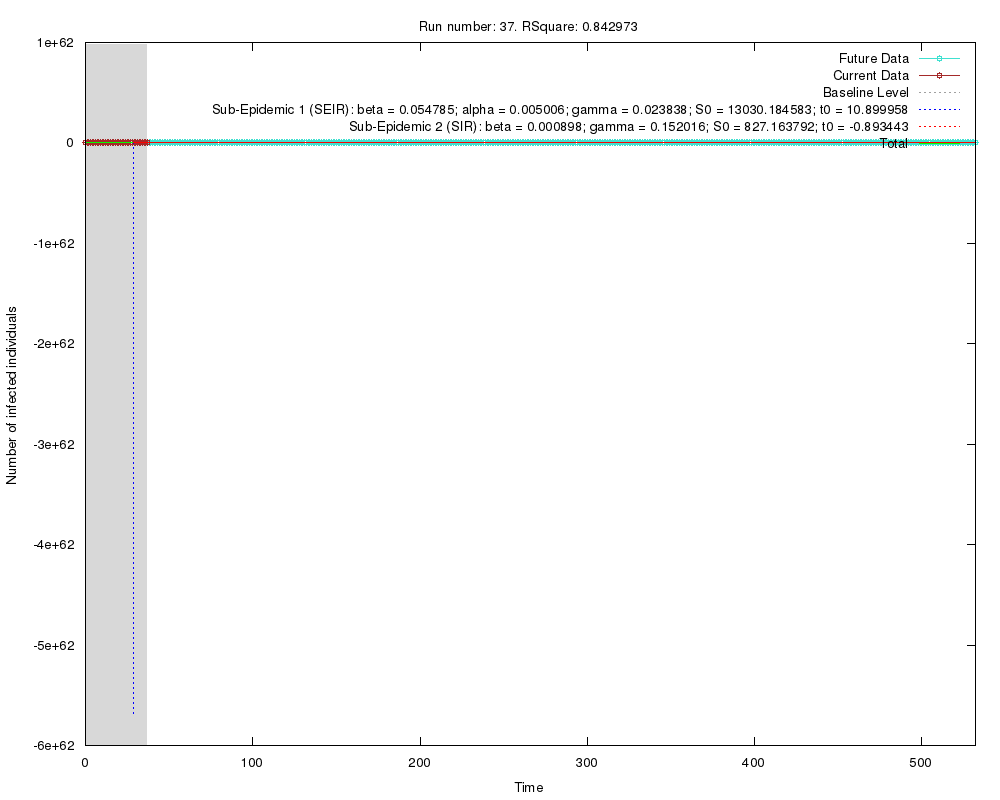 Run number: 37. RSquare: 0.842973
1e+62
0
-1e+62
-2e+62
-3e+62
-4e+62
-5e+62
-6e+62
Number of infected individuals
Future Data
Current Data
Baseline Level
Sub-Epidemic 1 (SEIR): beta = 0.054785; alpha = 0.005006; gamma = 0.023838; S0 = 13030.184583; t0 = 10.899958
Sub-Epidemic 2 (SIR): beta = 0.000898; gamma = 0.152016; S0 = 827.163792; t0 = -0.893443
Total
0 100 200 300 400 500
Time